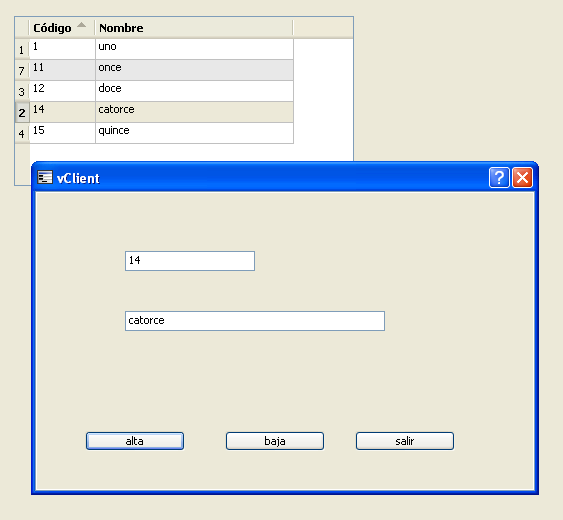 Código Nombre
1 1 uno
7 11 once
3 12 doce
2 14 catorce
4 15 quince
vClient
14
catorce
alta baja salir